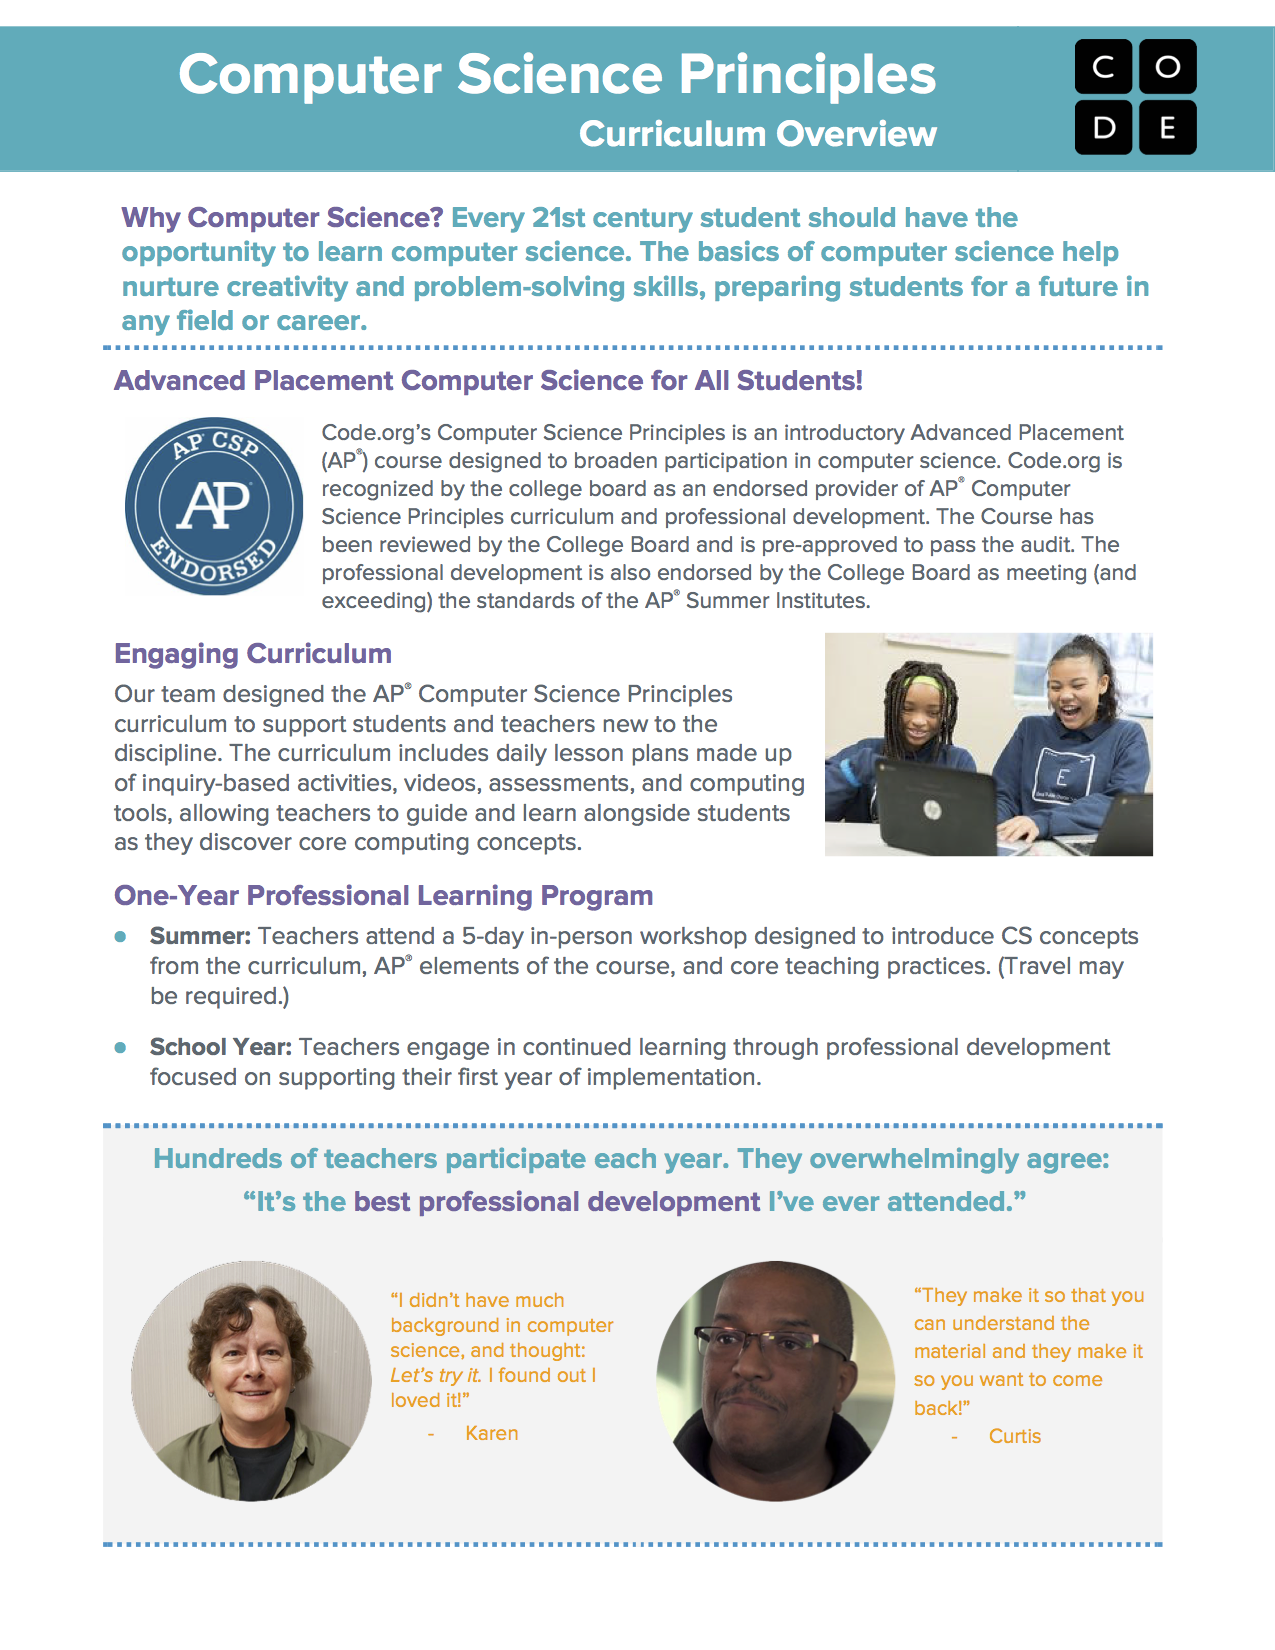 Computer Science Principles
Curriculum Overview
C O
D E
Why Computer Science? Every 21st century student should have the
opportunity to learn computer science. The basics of computer science help
nurture creativity and problem-solving skills, preparing students for a future in
any field or career.
Advanced Placement Computer Science for All Students!
AP® CSP
AP
ENDORSED
Code.org’s Computer Science Principles is an introductory Advanced Placement
(AP®) course designed to broaden participation in computer science. Code.org is
recognized by the college board as an endorsed provider of AP® Computer
Science Principles curriculum and professional development. The Course has
been reviewed by the College Board and is pre-approved to pass the audit. The
professional development is also endorsed by the College Board as meeting (and
exceeding) the standards of the AP® Summer Institutes.
Engaging Curriculum
Our team designed the AP® Computer Science Principles
curriculum to support students and teachers new to the
discipline. The curriculum includes daily lesson plans made up
of inquiry-based activities, videos, assessments, and computing
tools, allowing teachers to guide and learn alongside students
as they discover core computing concepts.
E
hp
One-Year Professional Learning Program
● Summer: Teachers attend a 5-day in-person workshop designed to introduce CS concepts
from the curriculum, AP® elements of the course, and core teaching practices. (Travel may
be required.)
● School Year: Teachers engage in continued learning through professional development
focused on supporting their first year of implementation.
Hundreds of teachers participate each year. They overwhelmingly agree:
“It’s the best professional development I’ve ever attended.”
“I didn’t have much
background in computer
science, and thought:
Let’s try it. I found out I
loved it!”
- Karen
“They make it so that you
can understand the
material and they make it
so you want to come
back!”
- Curtis